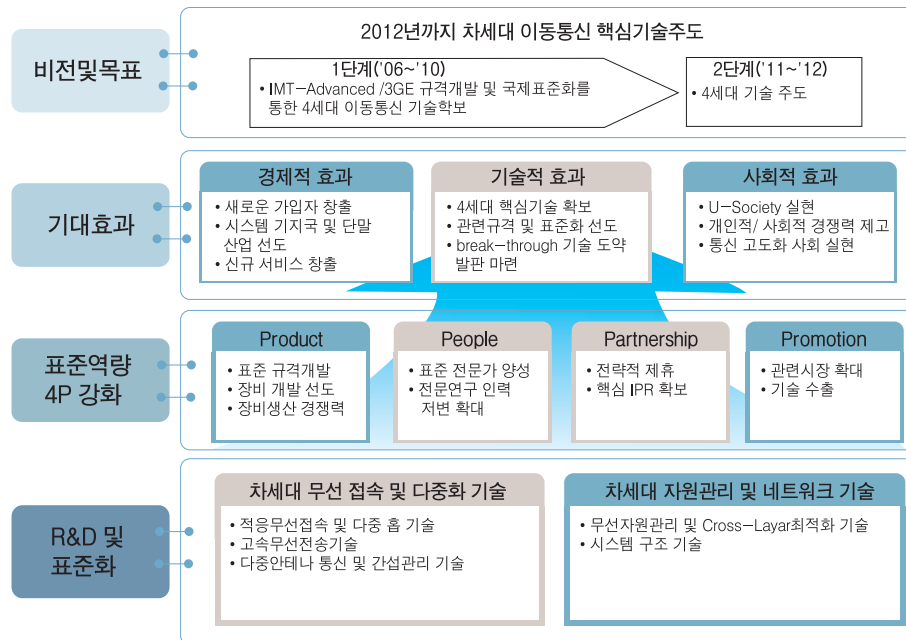 비전및목표
2012년까지 차세대 이동통신 핵심기술주도
1단계('06~'10)
• IMT-Advanced /3GE 규격개발 및 국제표준화를
통한 4세대 이동통신 기술학보
2단계('11~'12)
• 4세대 기술 주도
기대효과
경제적 효과
• 새로운 가입자 창출
• 시스템 기지국 및 단말
산업 선도
• 신규 서비스 창출
기술적 효과
• 4세대 핵심기술 확보
• 관련규격 및 표준화 선도
• break-through 기술 도약
발판 마련
사회적 효과
• U-Society 실현
• 개인적/ 사회적 경쟁력 제고
• 통신 고도화 사회 실현
표준역량
4P 강화
Product
• 표준 규격개발
• 장비 개발 선도
• 장비생산 경쟁력
People
• 표준 전문가 양성
• 전문연구 인력
저변 확대
Partnership
• 전략적 제휴
• 핵심 IPR 확보
Promotion
• 관련시장 확대
• 기술 수출
R&D 및
표준화
차세대 무선 접속 및 다중화 기술
• 적응무선접속 및 다중 홉 기술
• 고속무선전송기술
• 다중안테나 통신 및 간섭관리 기술
차세대 자원관리 및 네트워크 기술
• 무선자원관리 및 Cross-Layar최적화 기술
• 시스템 구조 기술